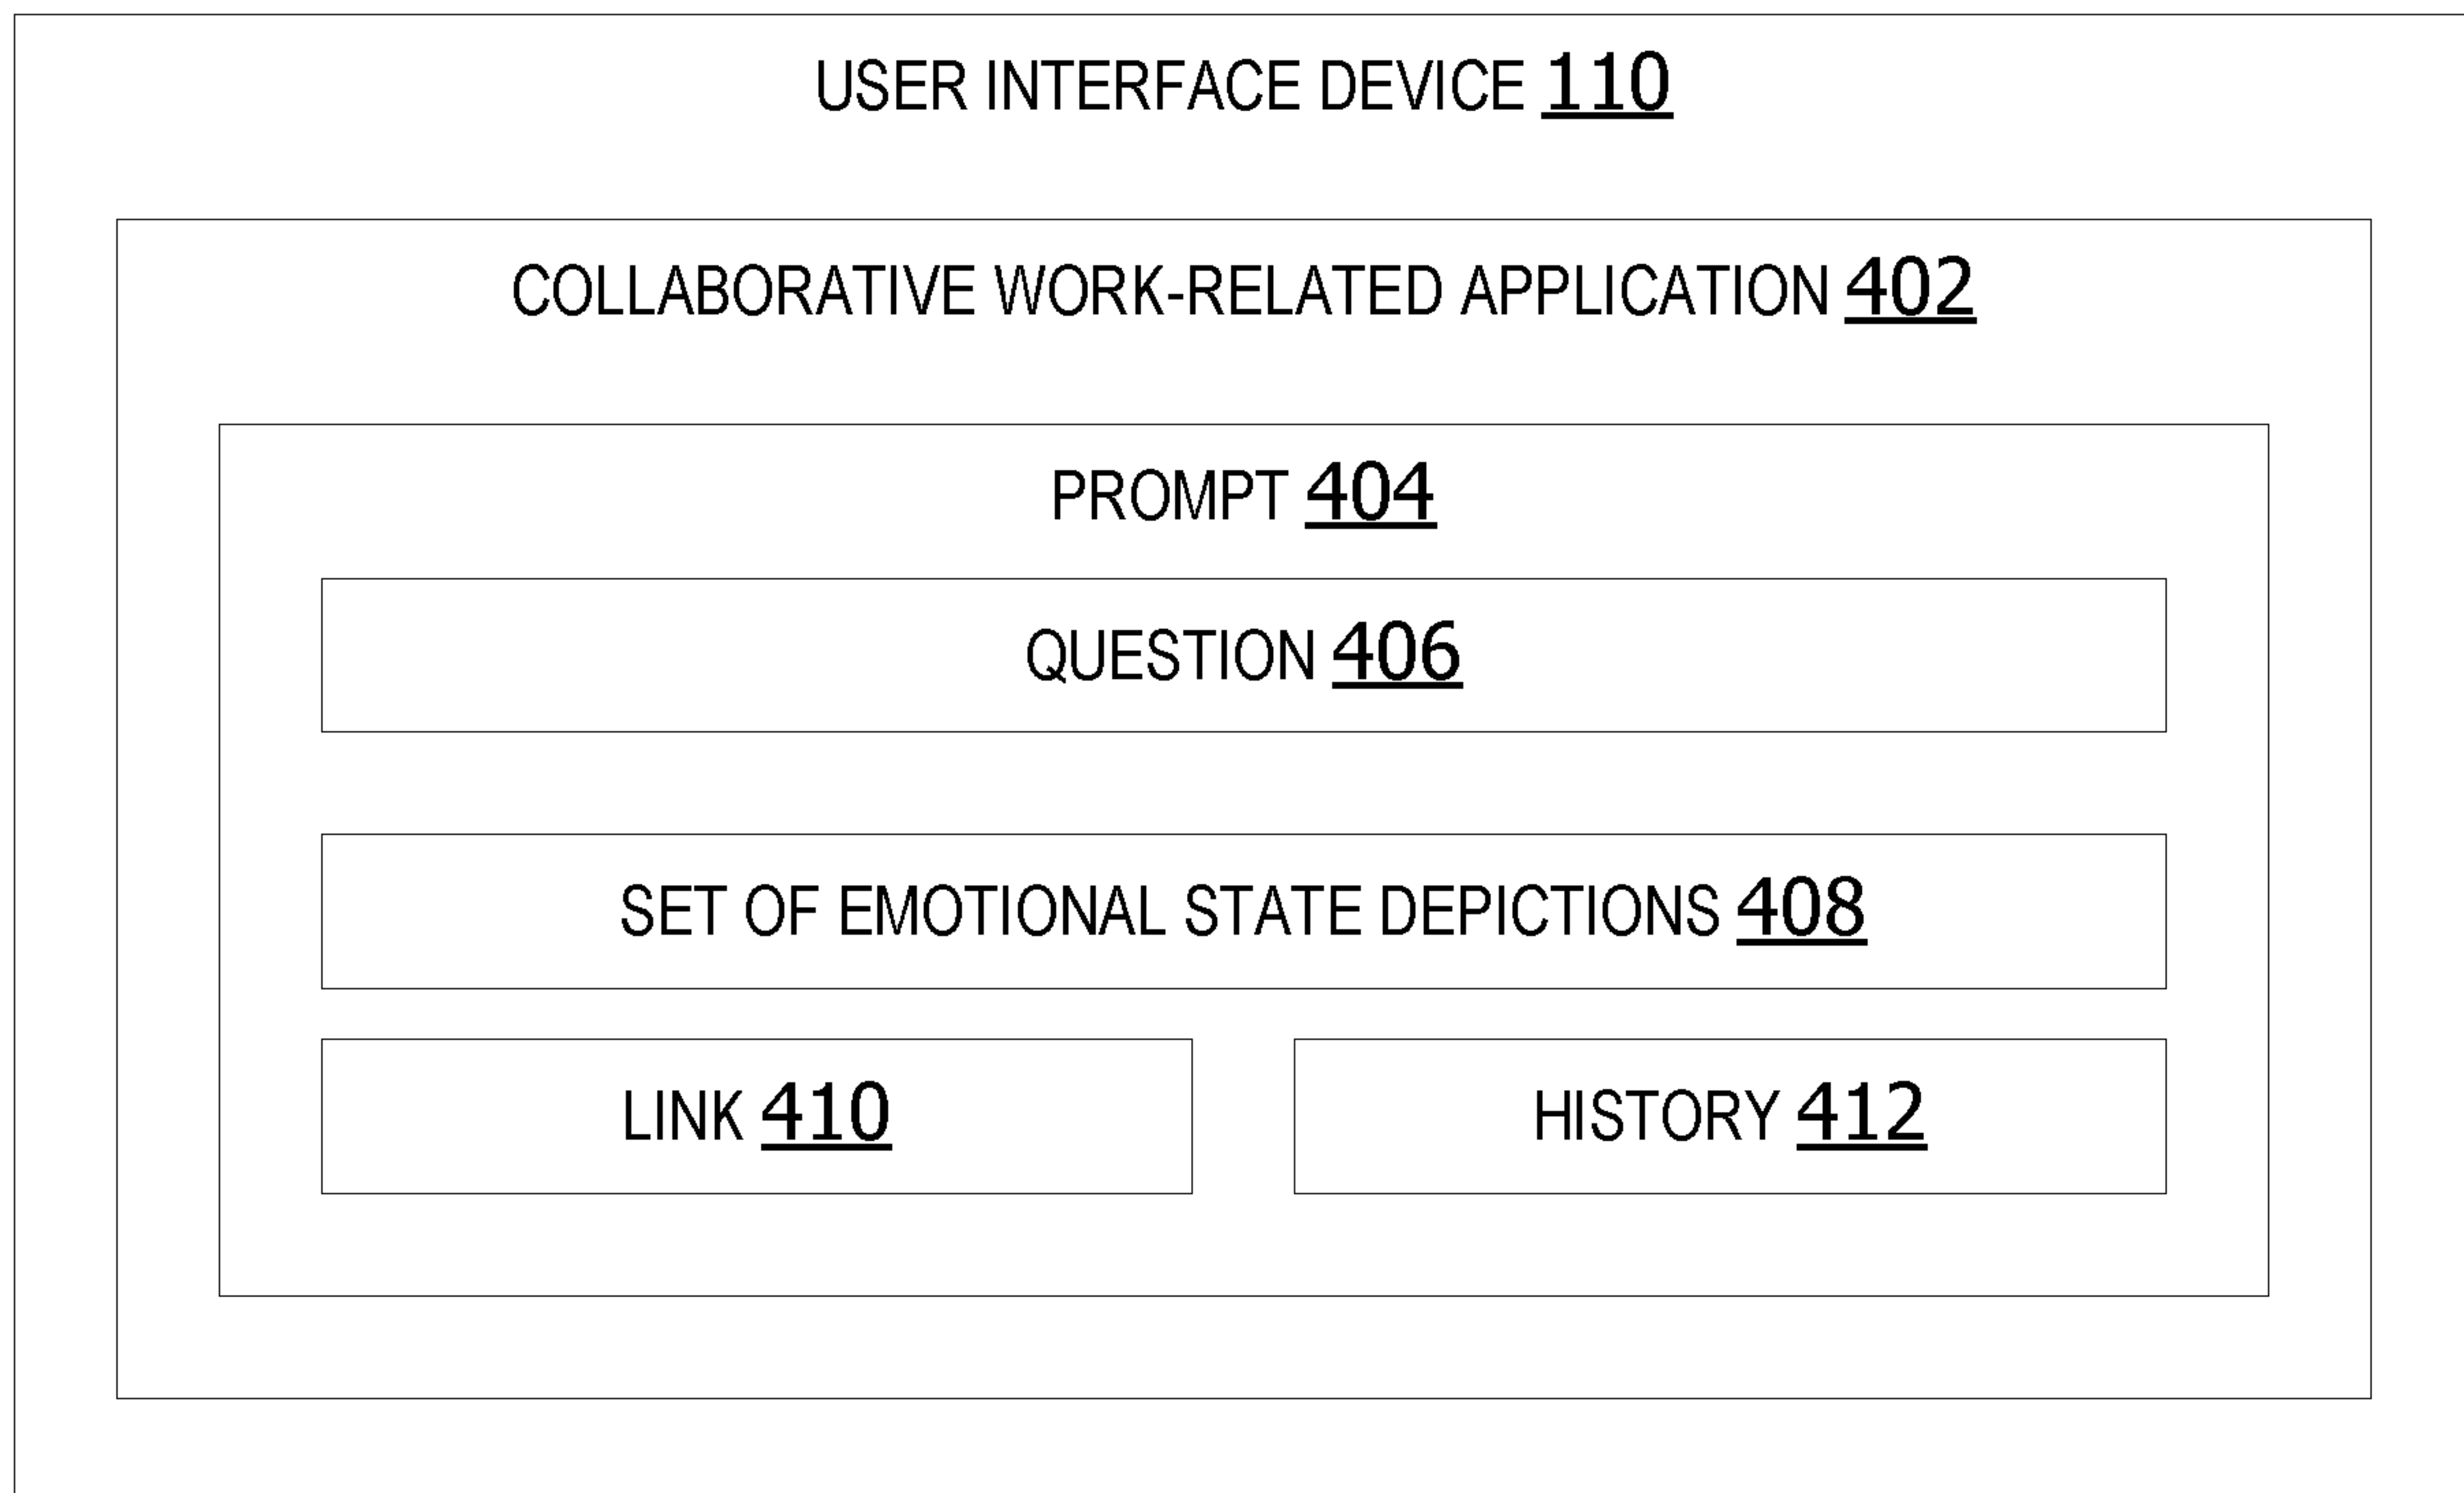 USER INTERFACE DEVICE 110
COLLABORATIVE WORK-RELATED APPLICATION 402
PROMPT 404
QUESTION 406
SET OF EMOTIONAL STATE DEPICTIONS 408
LINK 410
HISTORY 412